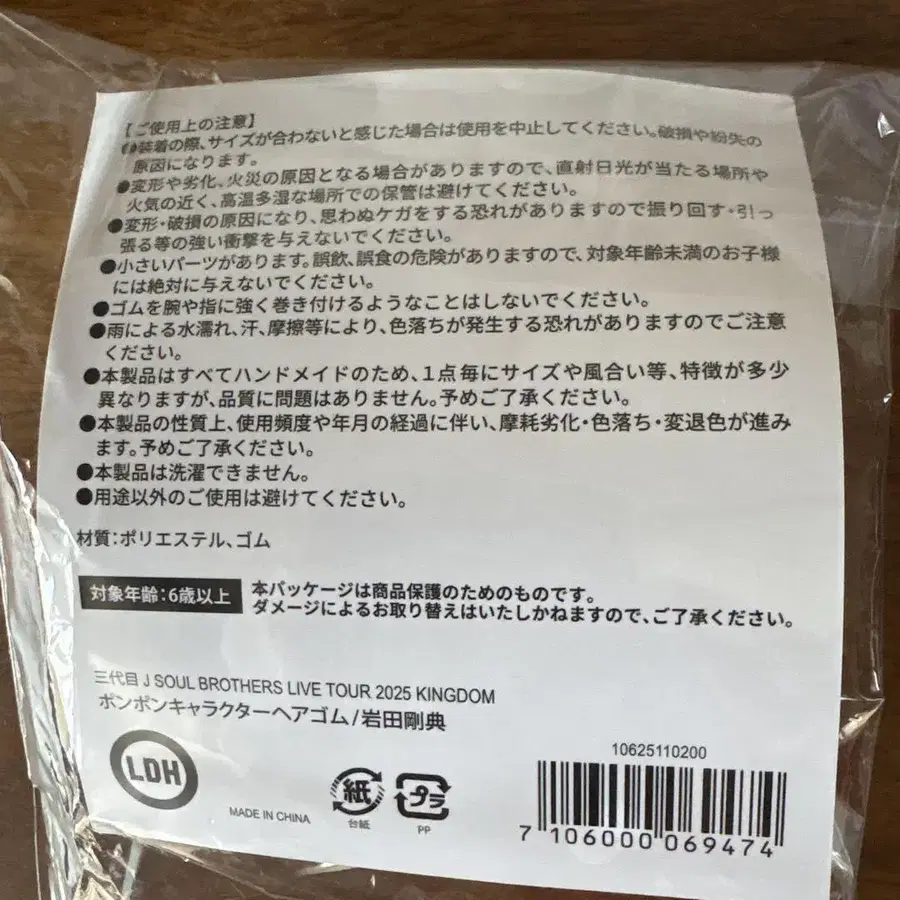 【ご使用上の注意】
●装着の際、サイズが合わないと感じた場合は使用を中止してください。破損や紛失の
原因になります。
●変形や劣化、火災の原因となる場合がありますので、直射日光が当たる場所や
火気の近く、高温多湿な場所での保管は避けてください。
●変形・破損の原因になり、思わぬケガをする恐れがありますので振り回す・引っ
張る等の強い衝撃を与えないでください。
●小さいパーツがあります。誤飲、誤食の危険がありますので、対象年齢未満のお子様
には絶対に与えないでください。
●ゴムを腕や指に強く巻き付けるようなことはしないでください。
●雨による水濡れ、汗、摩擦等により、色落ちが発生する恐れがありますのでご注意
ください。
●本製品はすべてハンドメイドのため、1点毎にサイズや風合い等、特徴が多少
異なりますが、品質に問題はありません。予めご了承ください。
●本製品の性質上、使用頻度や年月の経過に伴い、摩耗劣化・色落ち・変退色が進み
ます。予めご了承ください。
●本製品は洗濯できません。
●用途以外のご使用は避けてください。
材質:ポリエステル、ゴム
対象年齢:6歳以上
本パッケージは商品保護のためのものです。
ダメージによるお取り替えはいたしかねますので、ご了承ください。
三代目 J SOUL BROTHERS LIVE TOUR 2025 KINGDOM
ポンポンキャラクターヘアゴム/岩田剛典
LDH
MADE IN CHINA
紙
台紙
プラ
PP
10625110200
7 106000 069474